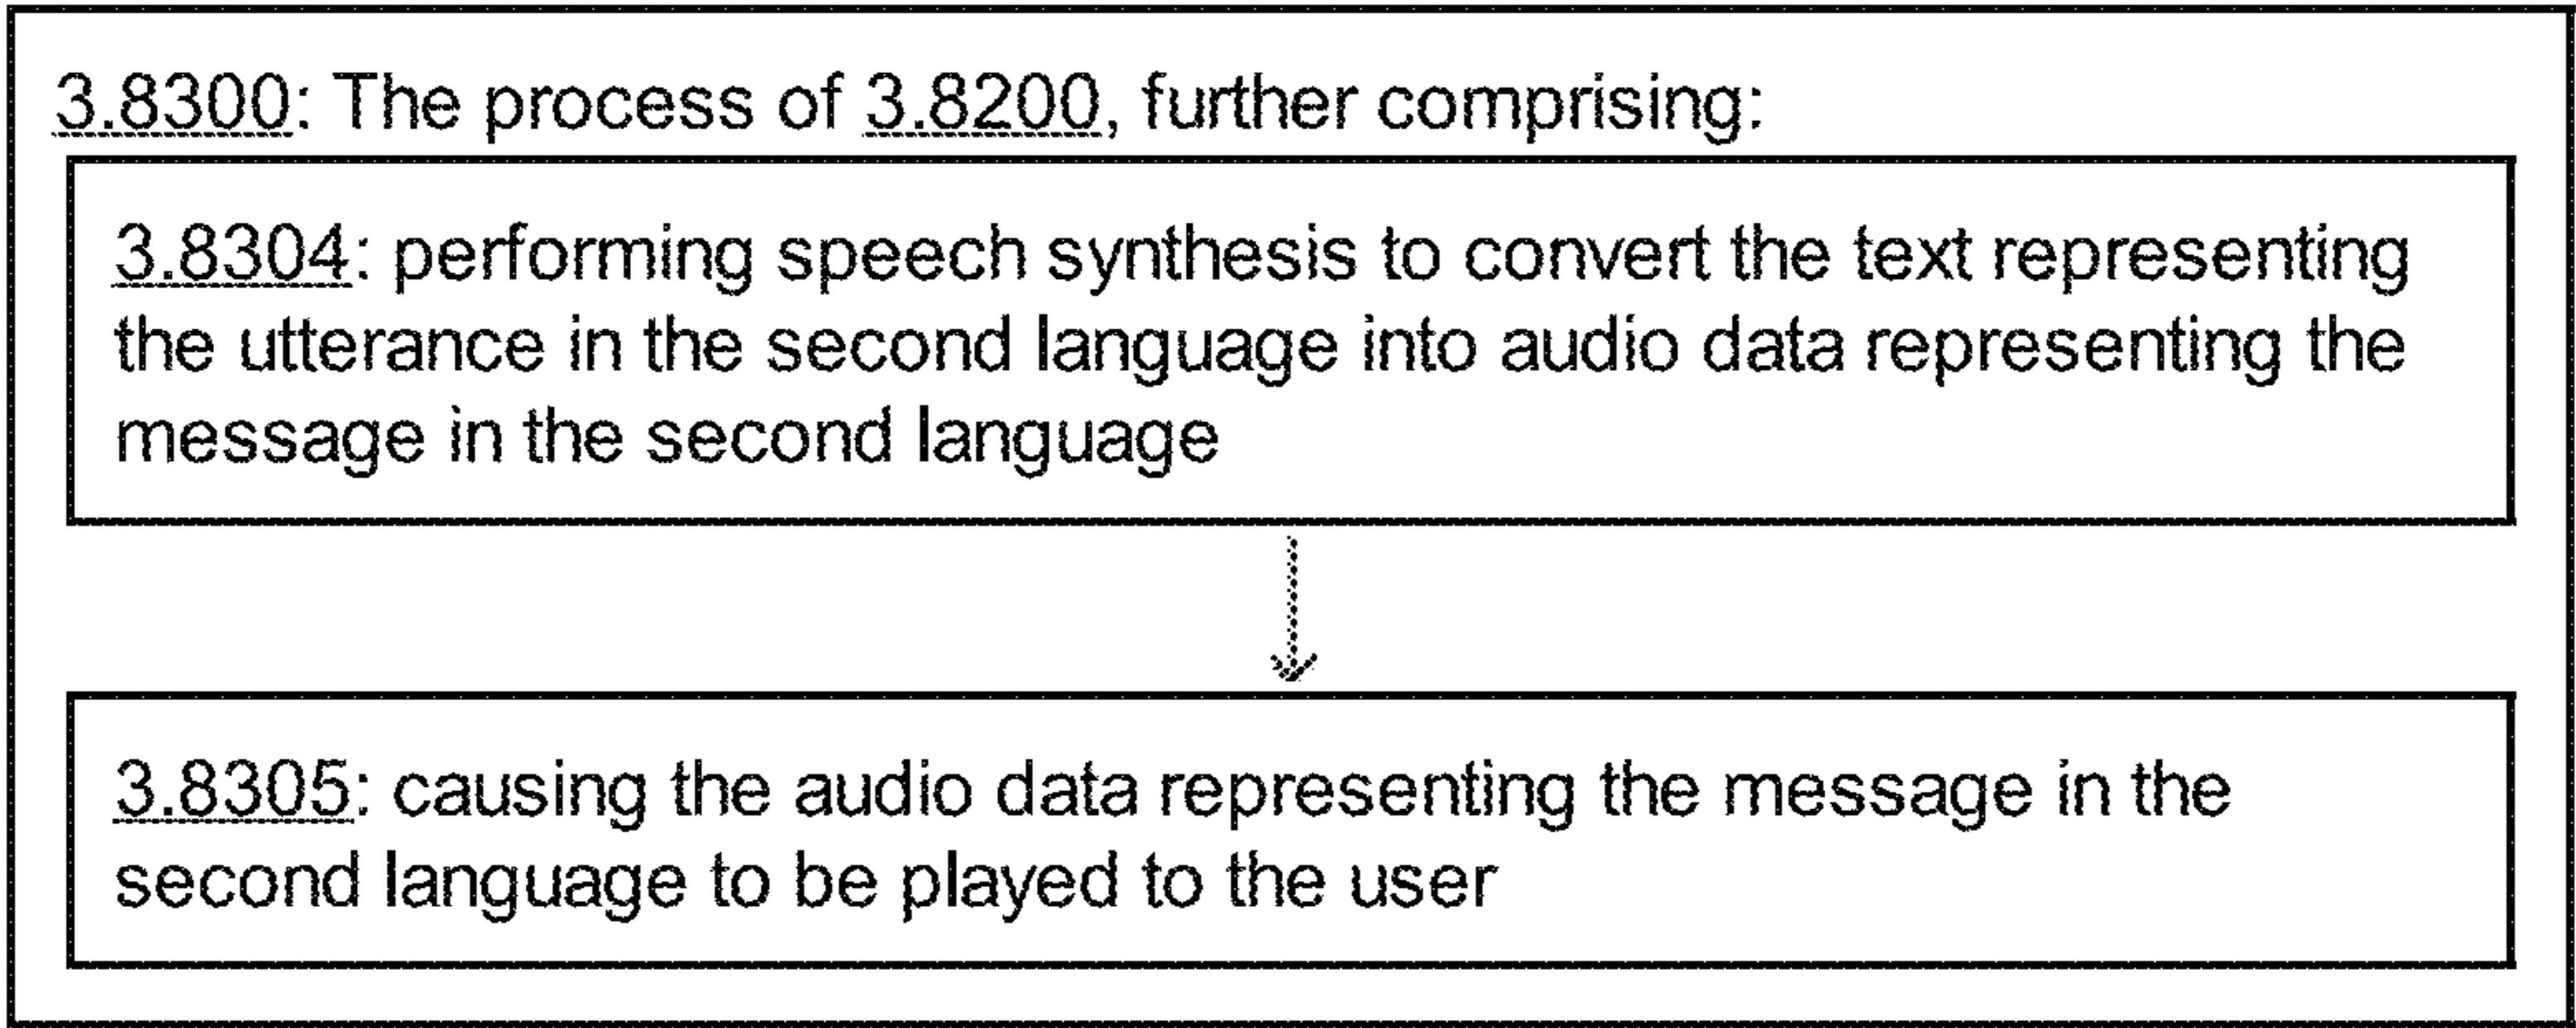 3.8300: The process of 3.8200, further comprising:
3.8304: performing speech synthesis to convert the text representing
the utterance in the second language into audio data representing the
message in the second language
3.8305: causing the audio data representing the message in the
second language to be played to the user